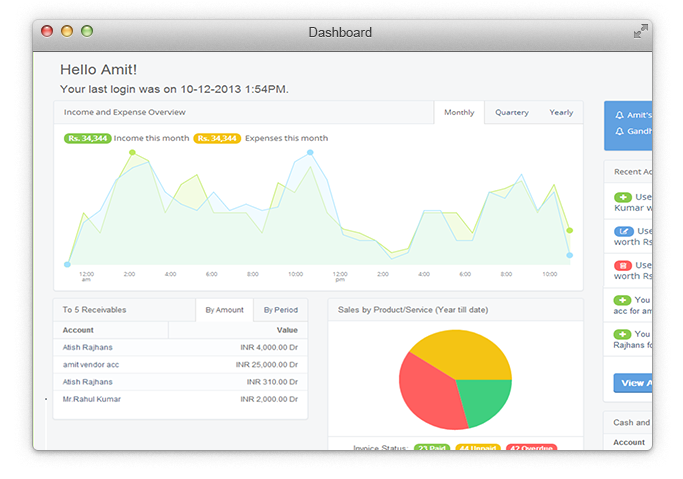 Dashboard
Hello Amit!
Your last login was on 10-12-2013 1:54PM.
Income and Expense Overview
Monthly
Quartery
Yearly
Rs. 34,344 Income this month Rs. 34,344 Expenses this month
12:00 am 2:00 4:00 6:00 8:00 10:00 12:00 pm 2:00 4:00 6:00 8:00 10:00
To 5 Receivables
By Amount
By Period
Account Value
Atish Rajhans INR 4,000.00 Dr
amit vendor acc INR 25,000.00 Dr
Atish Rajhans INR 310.00 Dr
Mr.Rahul Kumar INR 2,000.00 Dr
Sales by Product/Service (Year till date)
Invoice Status: 23 Paid 44 Unpaid 42 Overdue
Amit's
Gandh
Recent Ac
Use
Kumar w
Use
worth Rs
Use
worth Rs
You
acc for am
You
Rajhans fo
View A
Cash and
Account